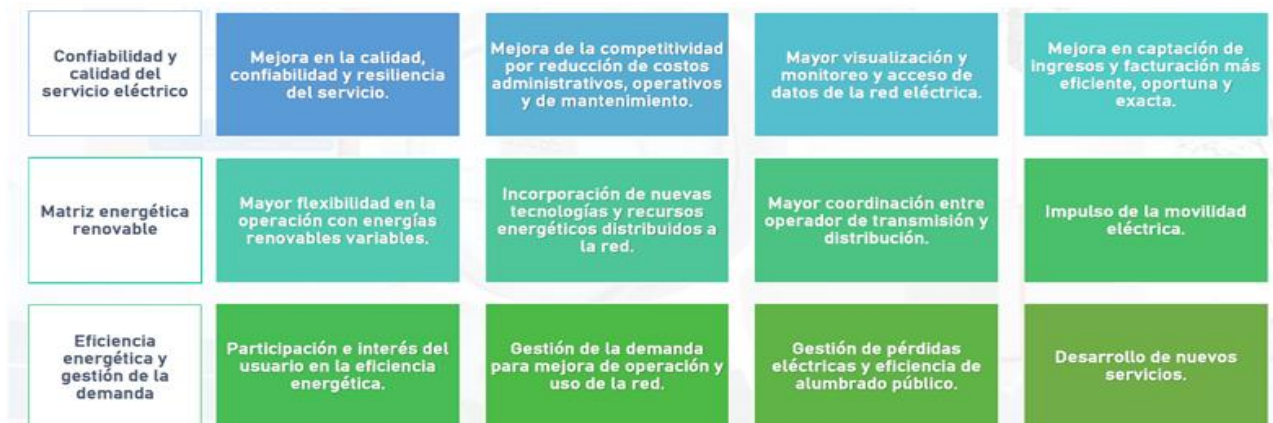 Confiabilidad y
calidad del
servicio eléctrico
Mejora en la calidad,
confiabilidad y resiliencia
del servicio.
Mejora de la competitividad
por reducción de costos
administrativos, operativos
y de mantenimiento.
Mayor visualización y
monitoreo y acceso de
datos de la red eléctrica.
Mejora en captación de
ingresos y facturación más
eficiente, oportuna y
exacta.
Matriz energética
renovable
Mayor flexibilidad en la
operación con energías
renovables variables.
Incorporación de nuevas
tecnologías y recursos
energéticos distribuidos a
la red.
Mayor coordinación entre
operador de transmisión y
distribución.
Impulso de la movilidad
eléctrica.
Eficiencia
energética y
gestión de la
demanda
Participación e interés del
usuario en la eficiencia
energética.
Gestión de la demanda
para mejora de operación y
uso de la red.
Gestión de pérdidas
eléctricas y eficiencia de
alumbrado público.
Desarrollo de nuevos
servicios.